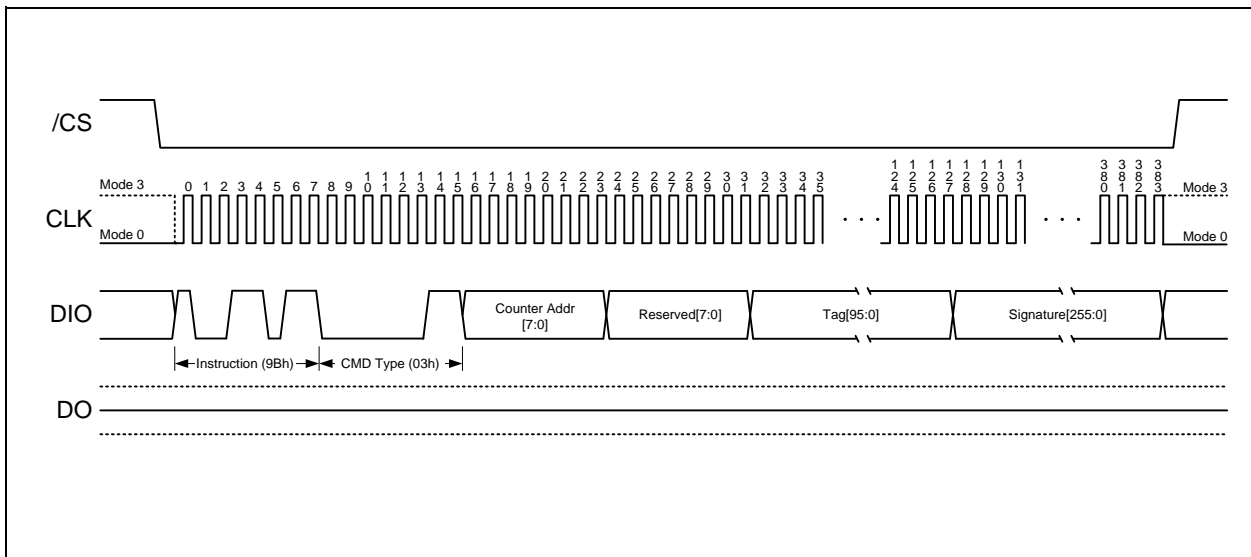 /CS
Mode 3
0 1 2 3 4 5 6 7 8 9 10 11 12 13 14 15 16 17 18 19 20 21 22 23 24 25 26 27 28 29 30 31 32 33 34 35 124 125 126 127 128 129 130 131 380 381 382 383
Mode 3
CLK
Mode 0
Mode 0
DIO
Counter Addr
[7:0]
Reserved[7:0]
Tag[95:0]
Signature[255:0]
Instruction (9Bh)
CMD Type (03h)
DO